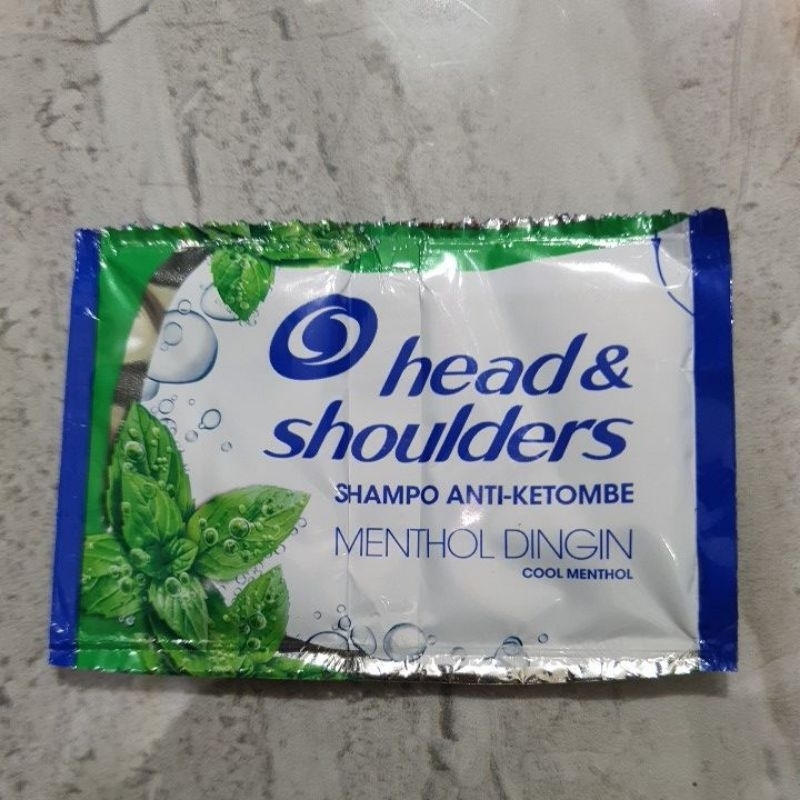 head &
shoulders
SHAMPO ANTI-KETOMBE
MENTHOL DINGIN
COOL MENTHOL